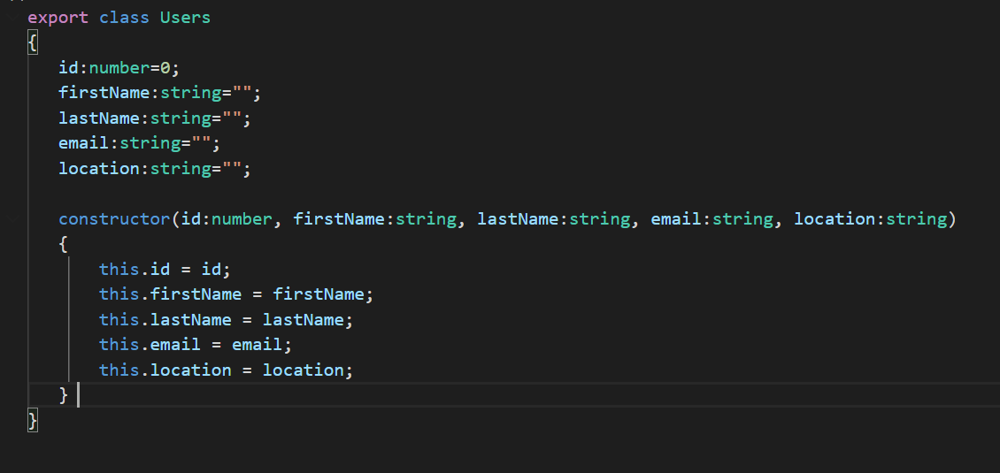 export class Users
{
id:number=0;
firstName:string="";
lastName:string="";
email:string="";
location:string="";
constructor(id:number, firstName:string, lastName:string, email:string, location:string)
{
this.id = id;
this.firstName = firstName;
this.lastName = lastName;
this.email = email;
this.location = location;
}
}